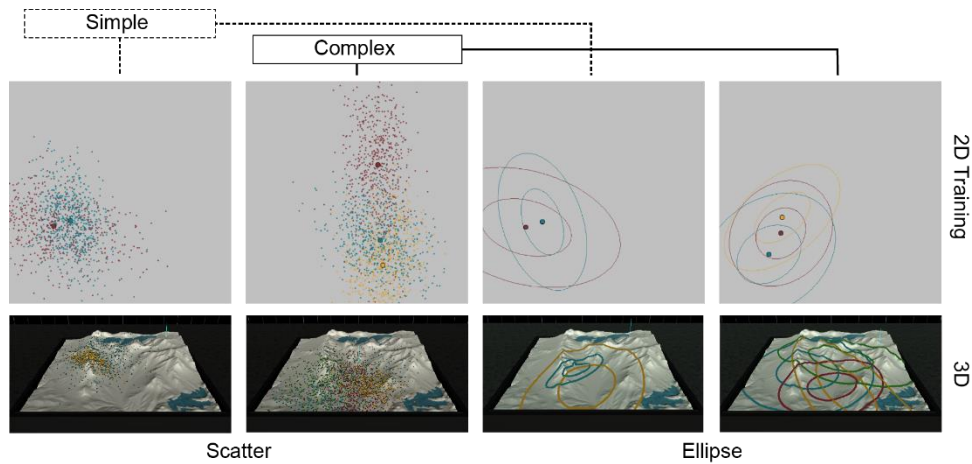 Simple
Complex
2D Training
3D
Scatter
Ellipse